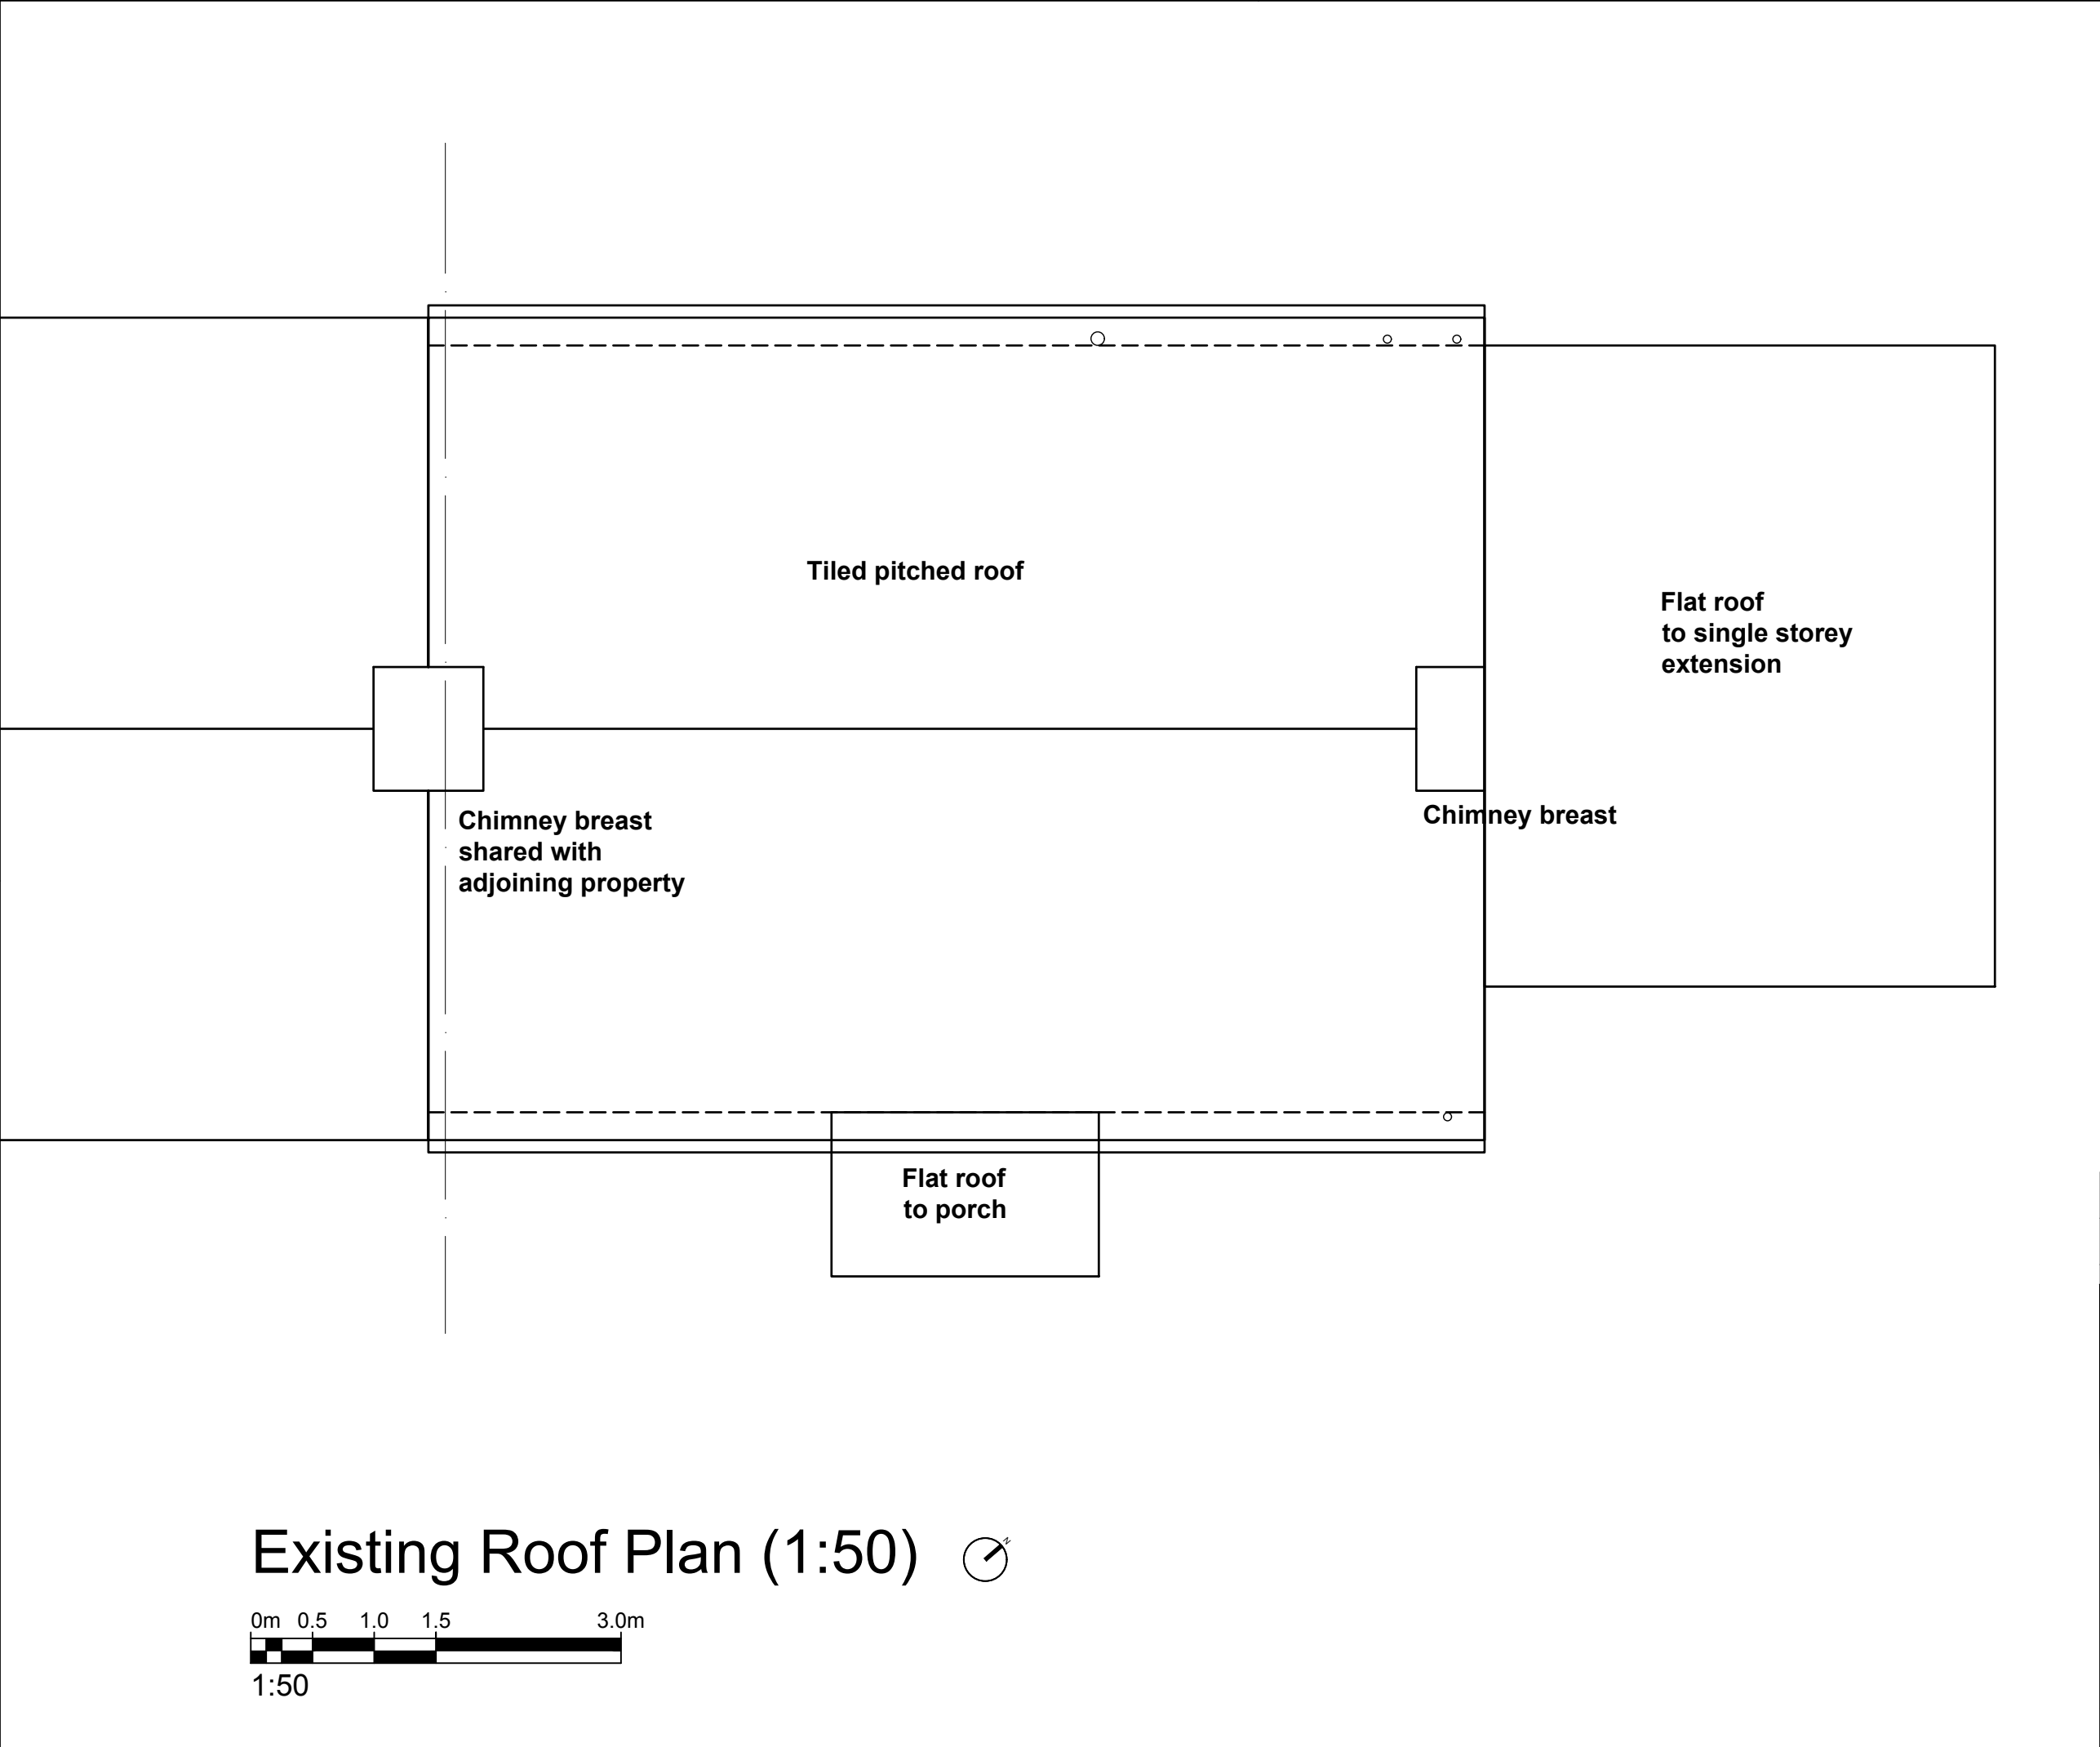 Tiled pitched roof
Flat roof
to single storey
extension
Chimney breast
Chimney breast
shared with
adjoining property
Flat roof
to porch
Existing Roof Plan (1:50)
N
0m 0.5 1.0 1.5 3.0m
1:50